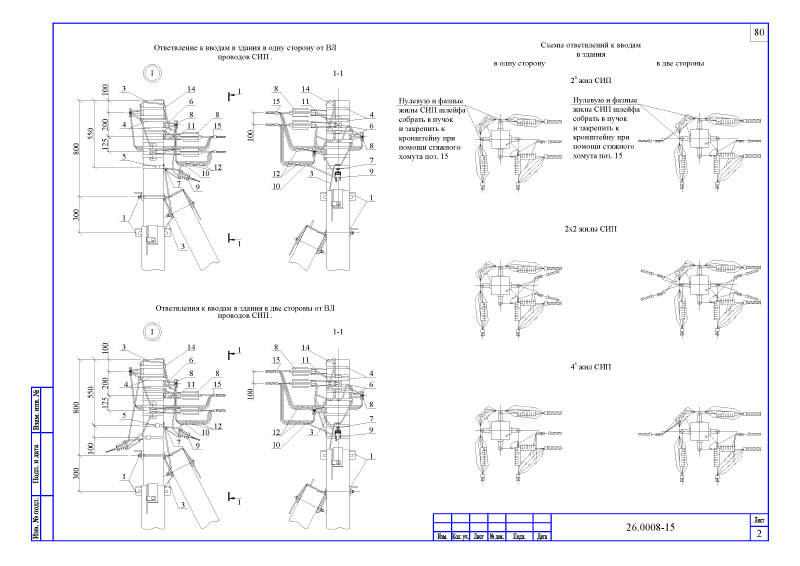 80
Ответвление к вводам в здания в одну сторону от ВЛ
проводов СИП .
1
1-1
3
14
6
8
8
4
11
15
5
12
10
7
9
1
3
1
1
100
200
125
550
800
300
8
14
15
11
4
6
8
12
3
7
10
9
1
100
Ответвления к вводам в здания в две стороны от ВЛ
проводов СИП .
1
1-1
3
14
6
8
8
4
11
15
5
12
10
7
9
1
3
1
1
100
200
125
550
800
100
300
8
14
15
11
4
6
8
12
3
7
10
9
1
100
Схемы ответвлений к вводам
в здания
в одну сторону
в две стороны
2х жил СИП
Нулевую и фазные
жилы СИП шлейфа
собрать в пучок
и закрепить к
кронштейну при
помощи стяжного
хомута поз. 15
Нулевую и фазные
жилы СИП шлейфа
собрать в пучок
и закрепить к
кронштейну при
помощи стяжного
хомута поз. 15
2х2 жилы СИП
4х жил СИП
Взам. инв. №
Подп. и дата
Инв. № подл.
Изм.
Кол. уч.
Лист
№ док.
Подп.
Дата
26.0008-15
Лист
2